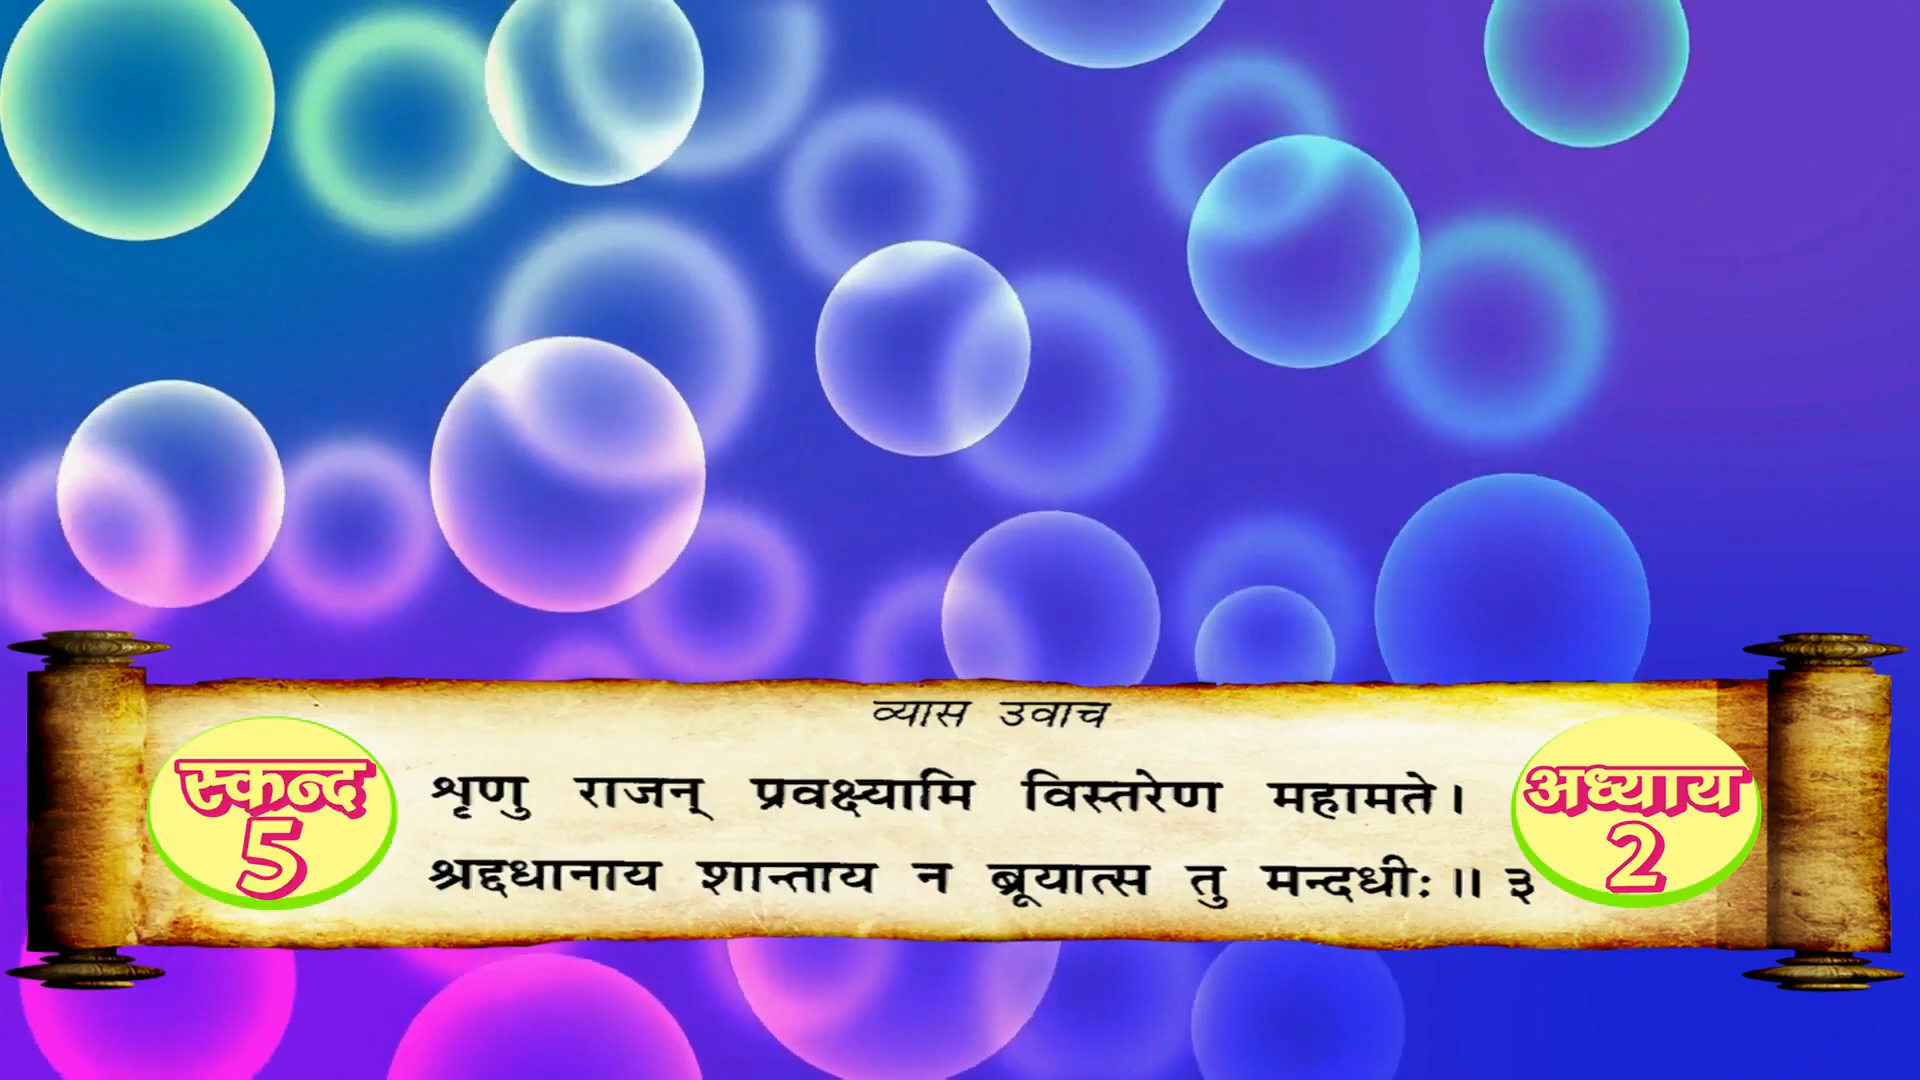 व्यास उवाच
स्कन्द
5
शृणु राजन् प्रवक्ष्यामि विस्तरेण महामते।
श्रद्दधानाय शान्ताय न ब्रूयात्स तु मन्दधीः॥ ३
अध्याय
2